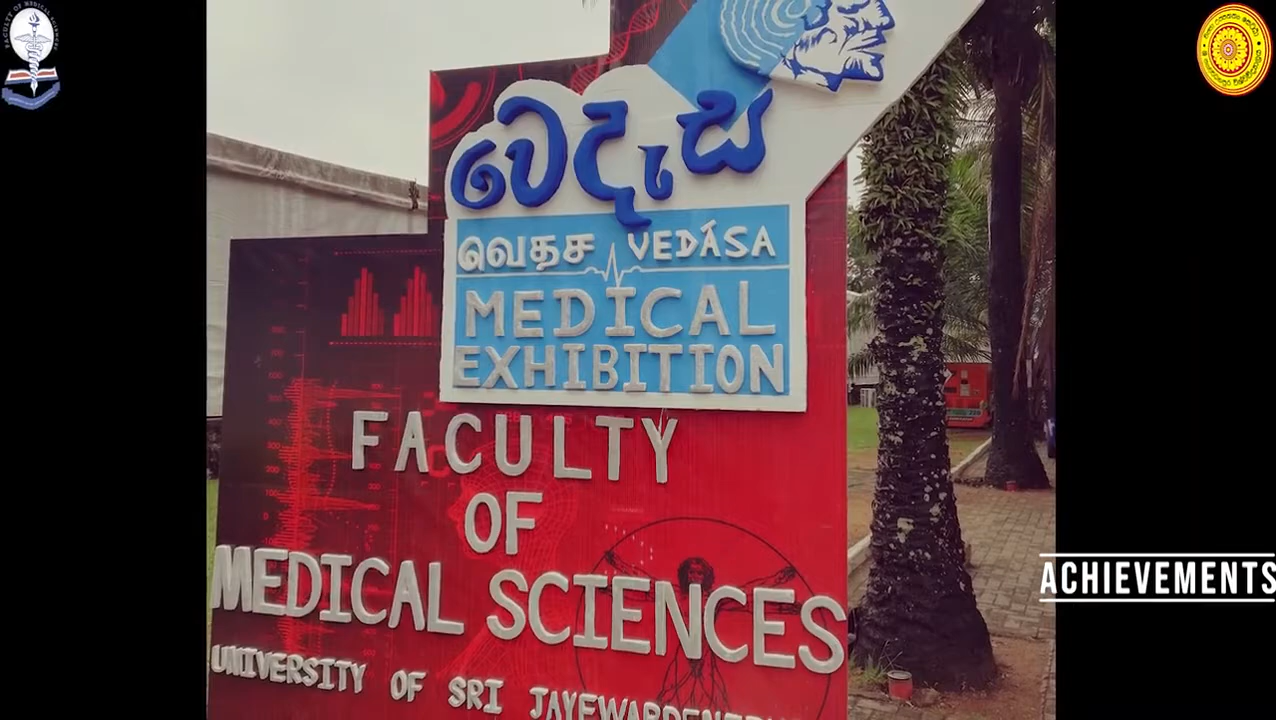 වෙදැස
வெதச VEDÁSA
MEDICAL
EXHIBITION
FACULTY
OF
MEDICAL SCIENCES
UNIVERSITY OF SRI
ACHIEVEMENTS